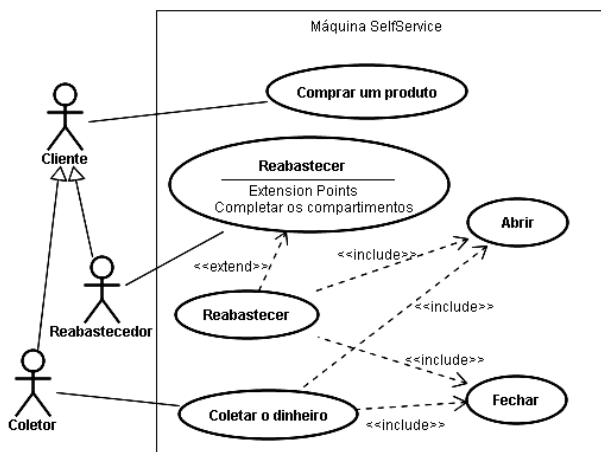 Máquina SelfService
Comprar um produto
Cliente
Reabastecer
Extension Points
Completar os compartimentos
Abrir
<<include>>
<<extend>>
<<include>>
Reabastecedor
Reabastecer
<<include>>
Coletor
Coletar o dinheiro
Fechar
<<include>>